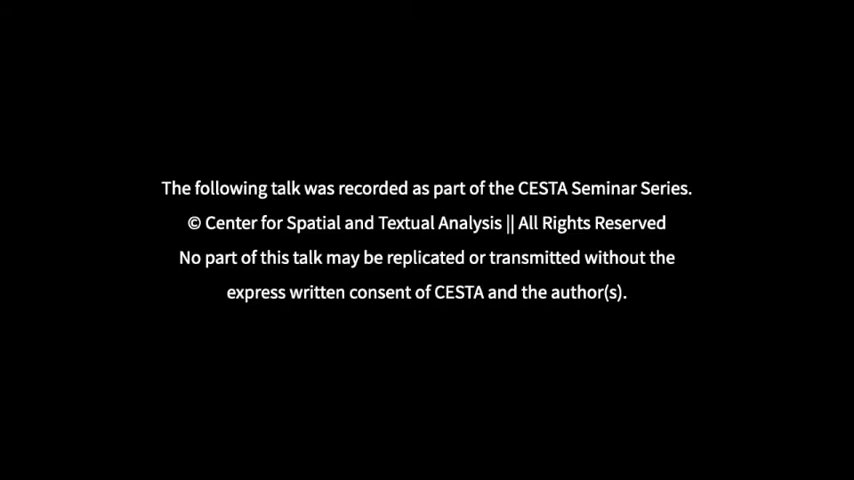 The following talk was recorded as part of the CESTA Seminar Series.
© Center for Spatial and Textual Analysis || All Rights Reserved
No part of this talk may be replicated or transmitted without the
express written consent of CESTA and the author(s).